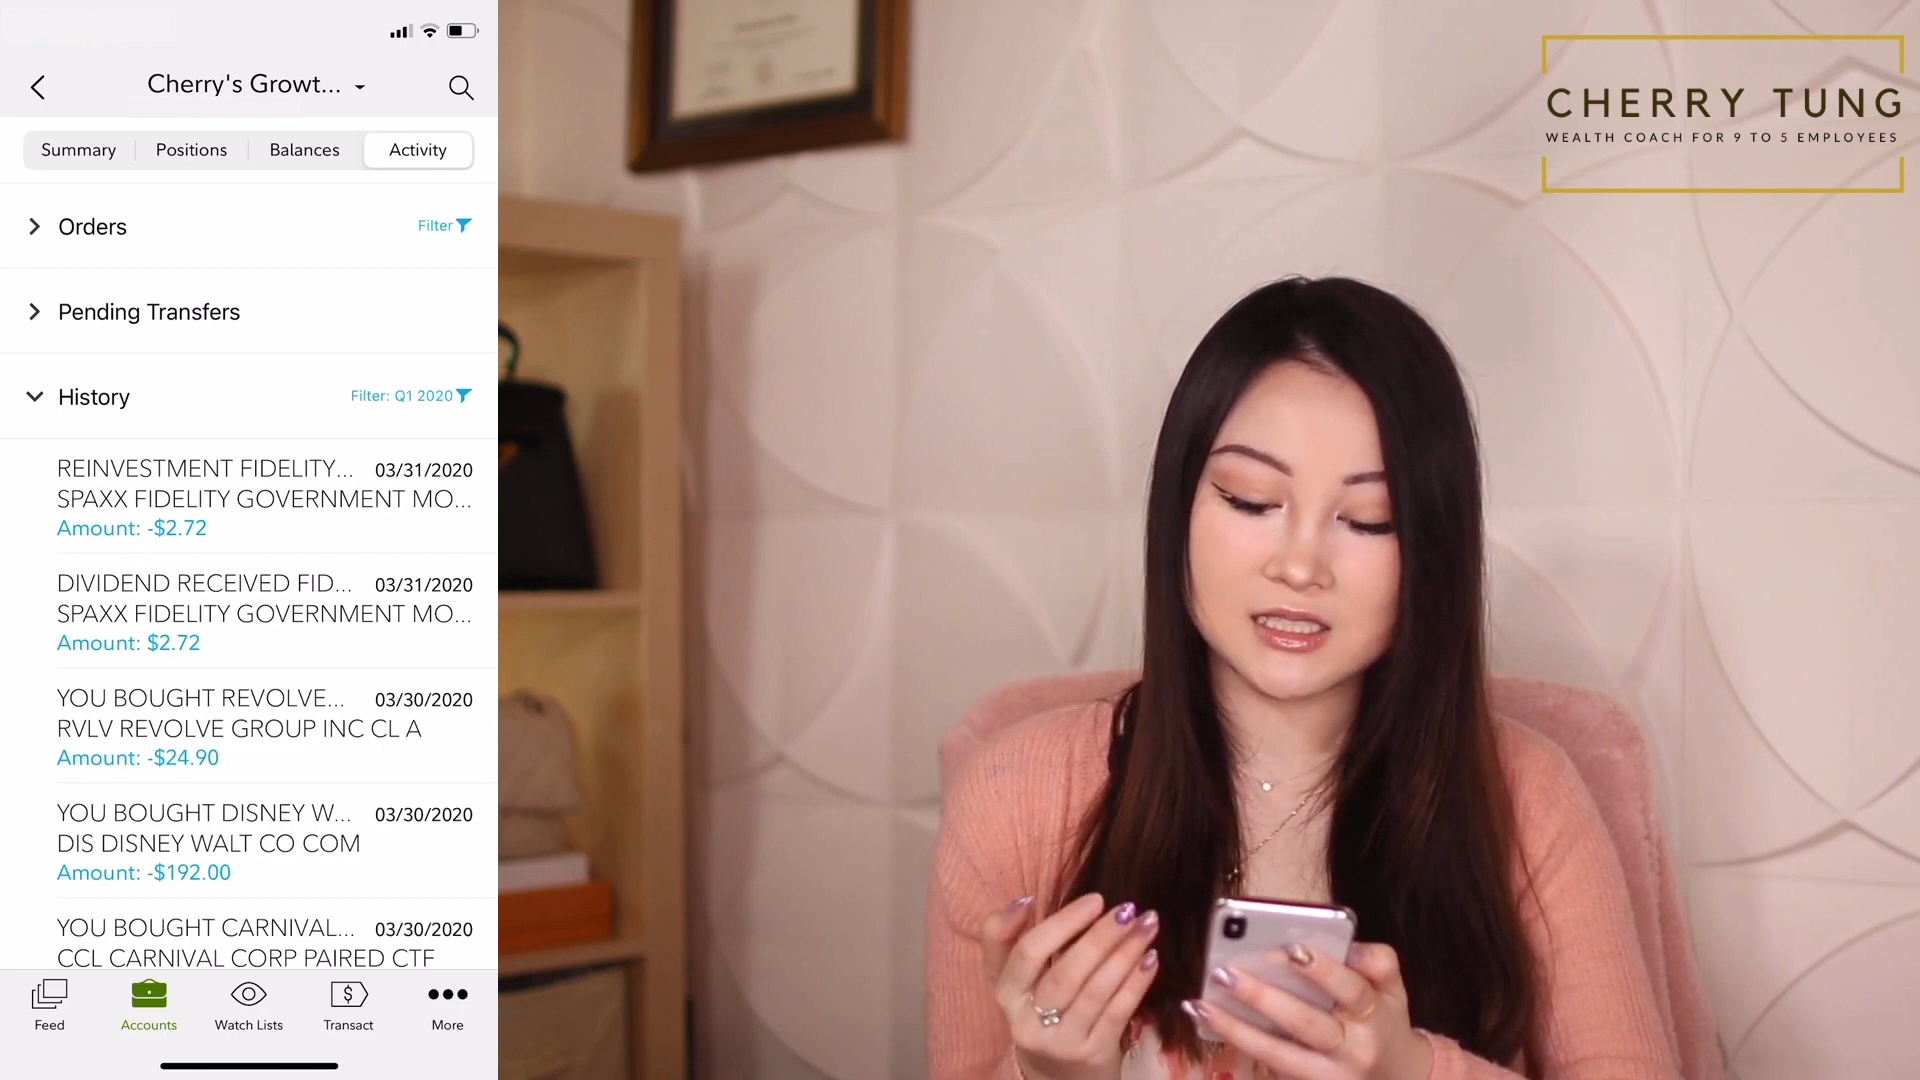 Cherry's Growt...
Summary
Positions
Balances
Activity
Orders
Filter
Pending Transfers
History
Filter: Q1 2020
REINVESTMENT FIDELITY... 03/31/2020
SPAXX FIDELITY GOVERNMENT MO...
Amount: -$2.72
DIVIDEND RECEIVED FID... 03/31/2020
SPAXX FIDELITY GOVERNMENT MO...
Amount: $2.72
YOU BOUGHT REVOLVE... 03/30/2020
RVLV REVOLVE GROUP INC CL A
Amount: -$24.90
YOU BOUGHT DISNEY W... 03/30/2020
DIS DISNEY WALT CO COM
Amount: -$192.00
YOU BOUGHT CARNIVAL... 03/30/2020
CCL CARNIVAL CORP PAIRED CTF
Feed
Accounts
Watch Lists
$
Transact
More
CHERRY TUNG
WEALTH COACH FOR 9 TO 5 EMPLOYEES